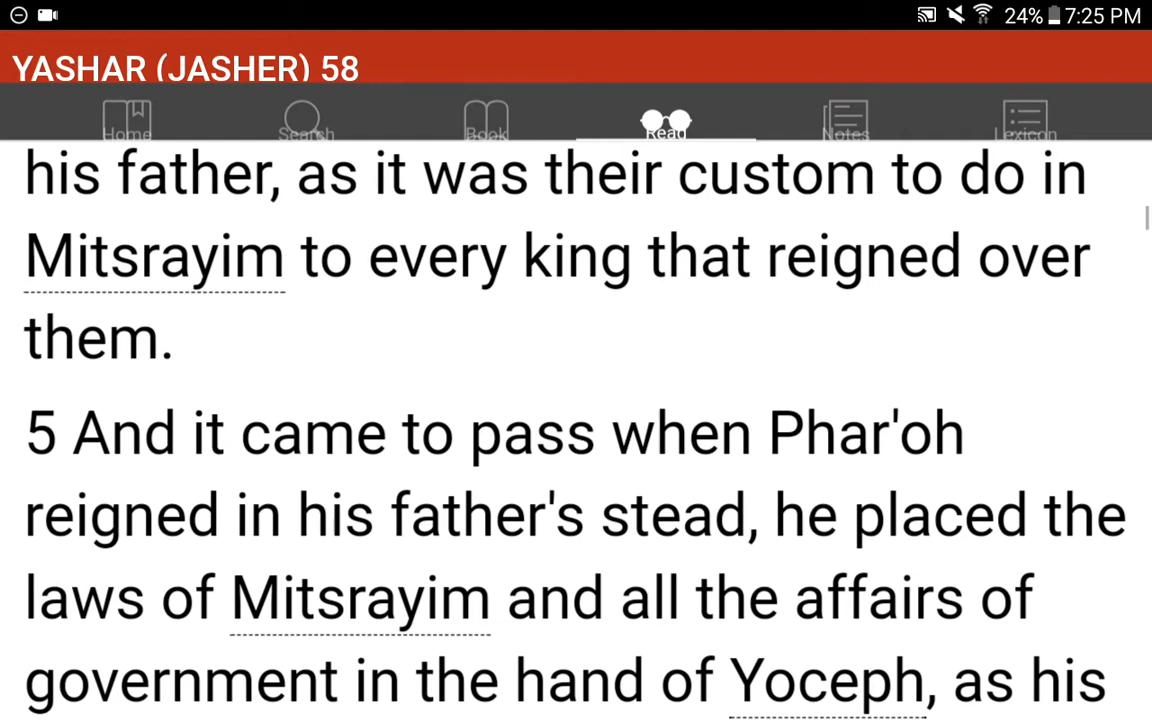 24% 7:25 PM
YASHAR (JASHER) 58
Home Search Book Read Notes Lexicon
his father, as it was their custom to do in
Mitsrayim to every king that reigned over
them.
5 And it came to pass when Phar'oh
reigned in his father's stead, he placed the
laws of Mitsrayim and all the affairs of
government in the hand of Yoceph, as his